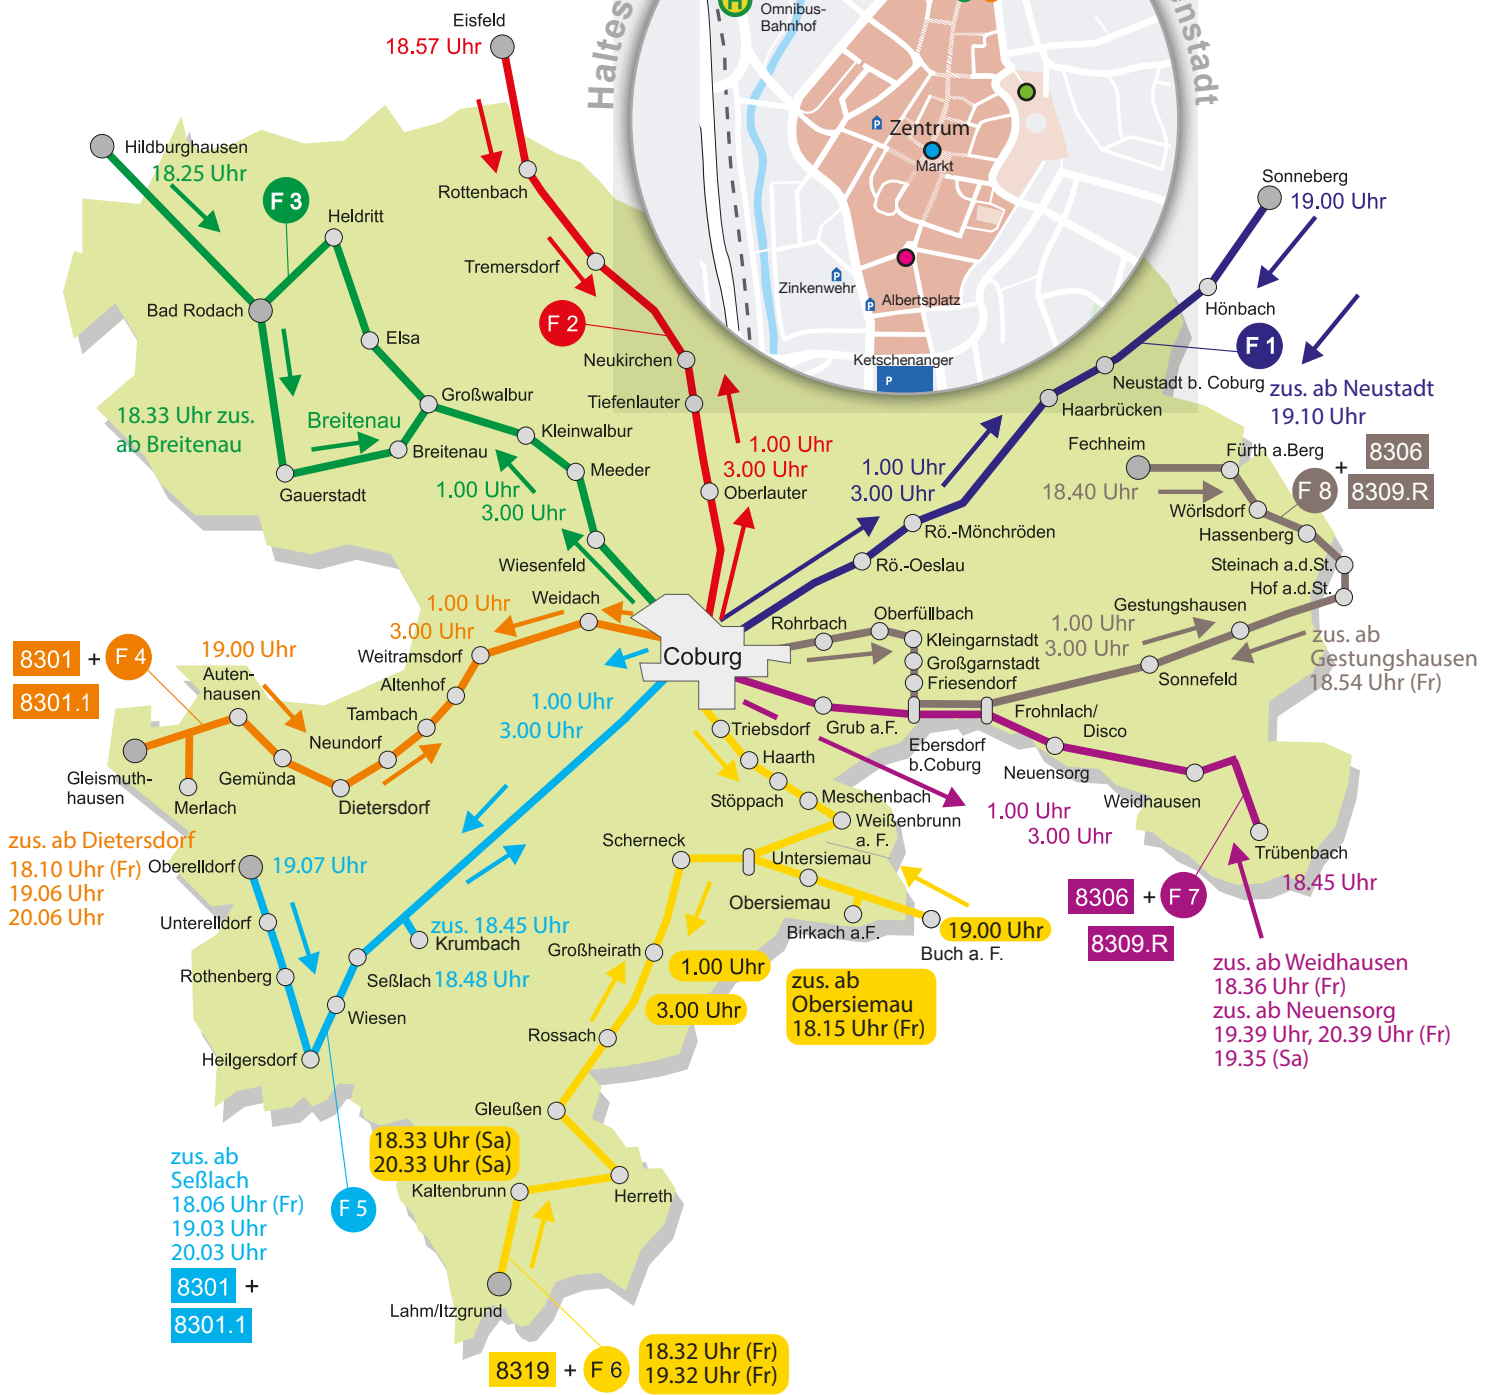 Haltes
enstadt
H
Omnibus-
Bahnhof
P
Zentrum
Markt
Zinkenwehr
P
P
Albertsplatz
Ketschenanger
P
Eisfeld
18.57 Uhr
Rottenbach
Tremersdorf
F 2
Neukirchen
Tiefenlauter
1.00 Uhr
3.00 Uhr
Oberlauter
Hildburghausen
18.25 Uhr
F 3
Heldritt
Bad Rodach
Elsa
Großwalbur
18.33 Uhr zus.
ab Breitenau
Breitenau
Kleinwalbur
Breitenau
Meeder
Gauerstadt
1.00 Uhr
3.00 Uhr
Wiesenfeld
Sonneberg
19.00 Uhr
Hönbach
F 1
Neustadt b. Coburg
zus. ab Neustadt
19.10 Uhr
Haarbrücken
1.00 Uhr
3.00 Uhr
Rö.-Mönchröden
Rö.-Oeslau
Fechheim
Fürth a.Berg
+
8306
F 8
8309.R
18.40 Uhr
Wörlsdorf
Hassenberg
Steinach a.d.St.
Hof a.d.St.
Gestungshausen
1.00 Uhr
3.00 Uhr
zus. ab
Gestungshausen
18.54 Uhr (Fr)
Sonnefeld
Oberfüllbach
Rohrbach
Kleingarnstadt
Großgarnstadt
Friesendorf
Coburg
Weidach
1.00 Uhr
3.00 Uhr
Weitramsdorf
8301
+
F 4
8301.1
19.00 Uhr
Auten-
hausen
Altenhof
Tambach
Neundorf
Gleismuth-
hausen
Gemünda
Merlach
Dietersdorf
zus. ab Dietersdorf
18.10 Uhr (Fr)
19.06 Uhr
20.06 Uhr
1.00 Uhr
3.00 Uhr
Oberelldorf
19.07 Uhr
Unterelldorf
zus. 18.45 Uhr
Krumbach
Rothenberg
Seßlach
18.48 Uhr
Wiesen
Heilgersdorf
zus. ab
Seßlach
18.06 Uhr (Fr)
19.03 Uhr
20.03 Uhr
F 5
8301
+
8301.1
Triebsdorf
Haarth
Stöppach
Meschenbach
Weißenbrunn
a. F.
Scherneck
Untersiemau
Obersiemau
Birkach a.F.
19.00 Uhr
Buch a. F.
Großheirath
1.00 Uhr
3.00 Uhr
zus. ab
Obersiemau
18.15 Uhr (Fr)
Rossach
Gleußen
18.33 Uhr (Sa)
20.33 Uhr (Sa)
Kaltenbrunn
Herreth
Lahm/Itzgrund
8319
+
F 6
18.32 Uhr (Fr)
19.32 Uhr (Fr)
Grub a.F.
Ebersdorf
b.Coburg
Frohnlach/
Disco
Neuensorg
Weidhausen
1.00 Uhr
3.00 Uhr
Trübenbach
18.45 Uhr
8306
+
F 7
8309.R
zus. ab Weidhausen
18.36 Uhr (Fr)
zus. ab Neuensorg
19.39 Uhr, 20.39 Uhr (Fr)
19.35 (Sa)